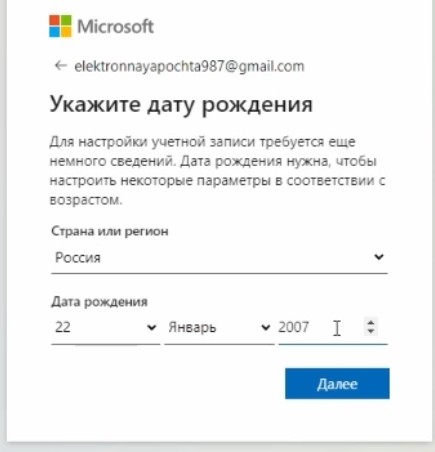 Microsoft
← elektronnayapochta987@gmail.com
Укажите дату рождения
Для настройки учетной записи требуется еще
немного сведений. Дата рождения нужна, чтобы
настроить некоторые параметры в соответствии с
возрастом.
Страна или регион
Россия
Дата рождения
22 Январь 2007
Далее